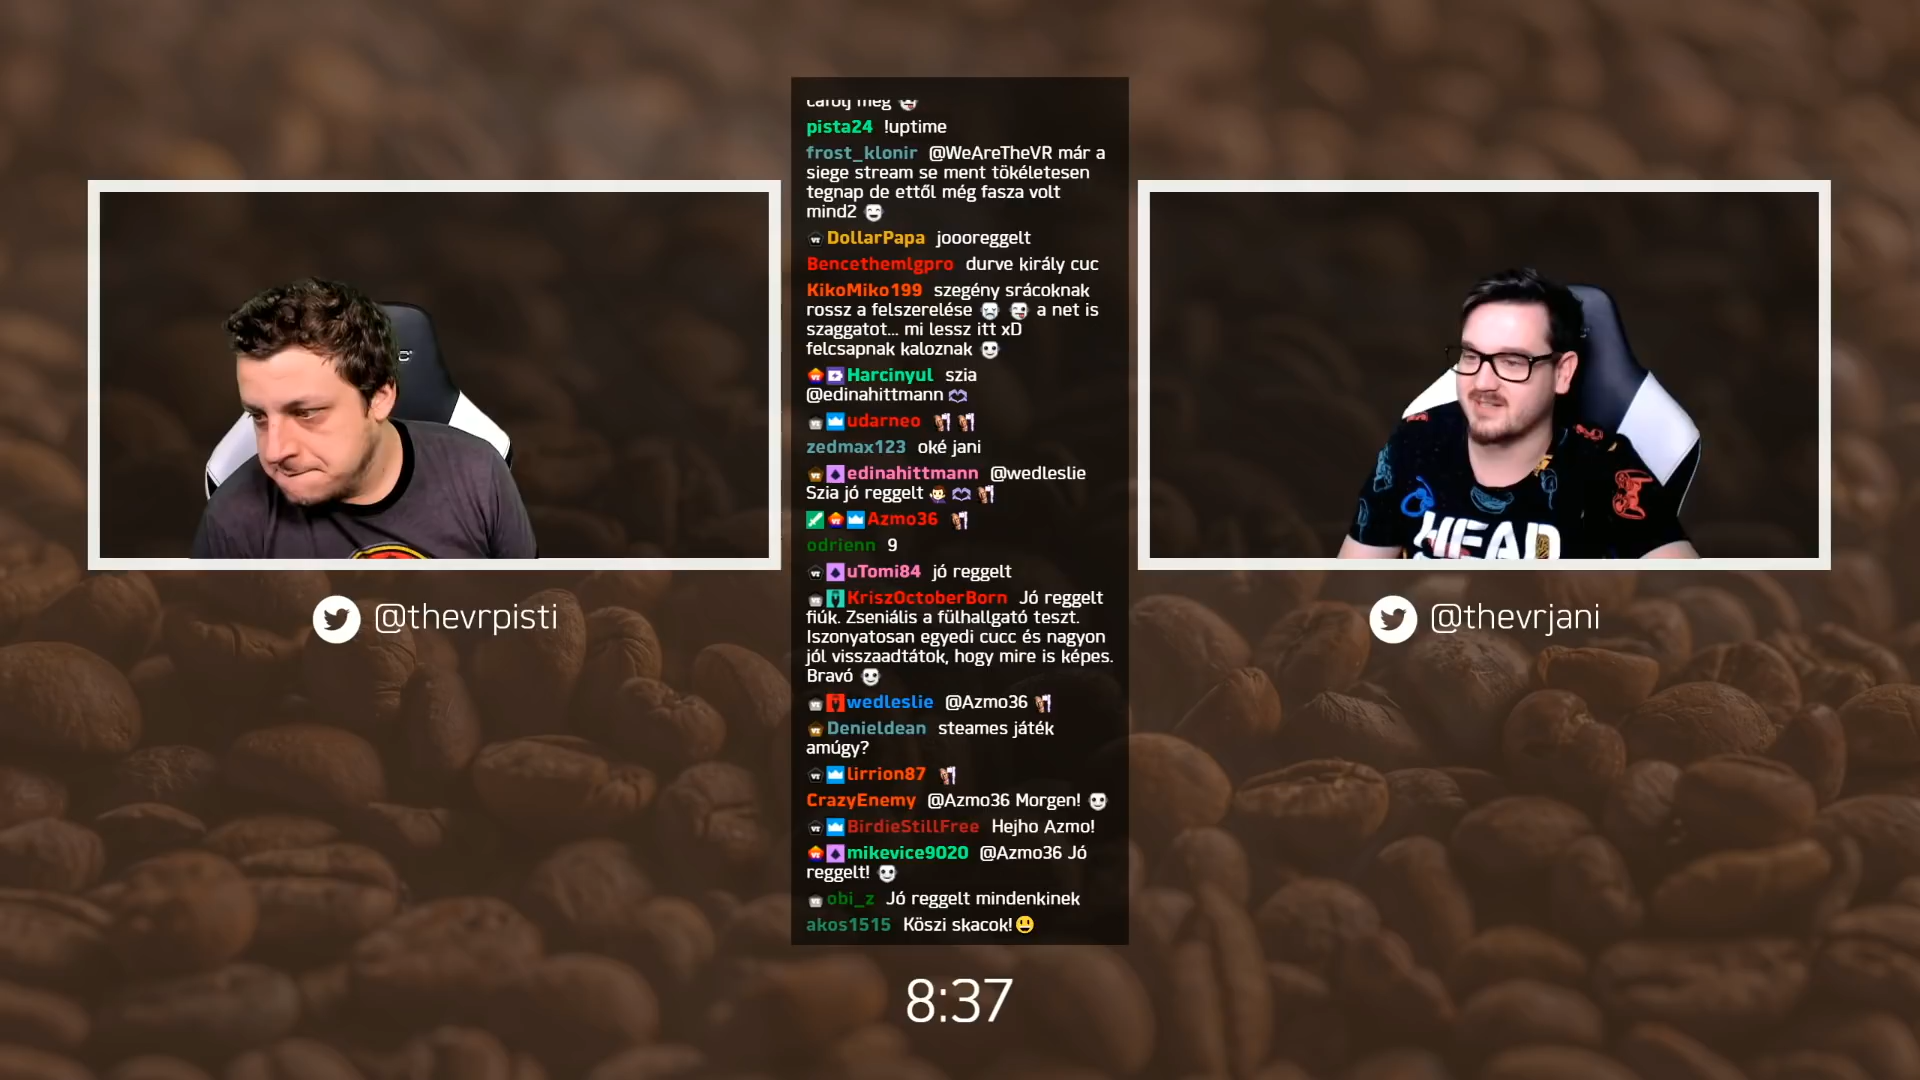 cáfolj meg
pista24 !uptime
frost_klonir @WeAreTheVR már a
siege stream se ment tökéletesen
tegnap de ettől még fasza volt
mind2
DollarPapa joooreggelt
Bencethemlgpro durve király cuc
KikoMiko199 szegény srácoknak
rossz a felszerelése a net is
szaggatot... mi lessz itt xD
felcsapnak kaloznak
Harcinyul szia
@edinahittmann
udarneo
zedmax123 oké jani
edinahittmann @wedleslie
Szia jó reggelt
Azmo36
odrienn 9
uTomi84 jó reggelt
KriszOctoberBorn Jó reggelt
fiúk. Zseniális a fülhallgató teszt.
Iszonyatosan egyedi cucc és nagyon
jól visszaadtátok, hogy mire is képes.
Bravó
wedleslie @Azmo36
Denieldean steames játék
amúgy?
lirrion87
CrazyEnemy @Azmo36 Morgen!
BirdieStillFree Hejho Azmo!
mikevice9020 @Azmo36 Jó
reggelt!
obi_z Jó reggelt mindenkinek
akos1515 Köszi skacok!😃
HEAD
@thevrpisti
@thevrjani
8:37